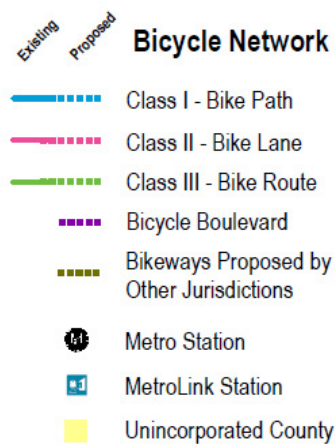 Existing
Proposed
Bicycle Network
Class I - Bike Path
Class II - Bike Lane
Class III - Bike Route
Bicycle Boulevard
Bikeways Proposed by
Other Jurisdictions
Metro Station
MetroLink Station
Unincorporated County